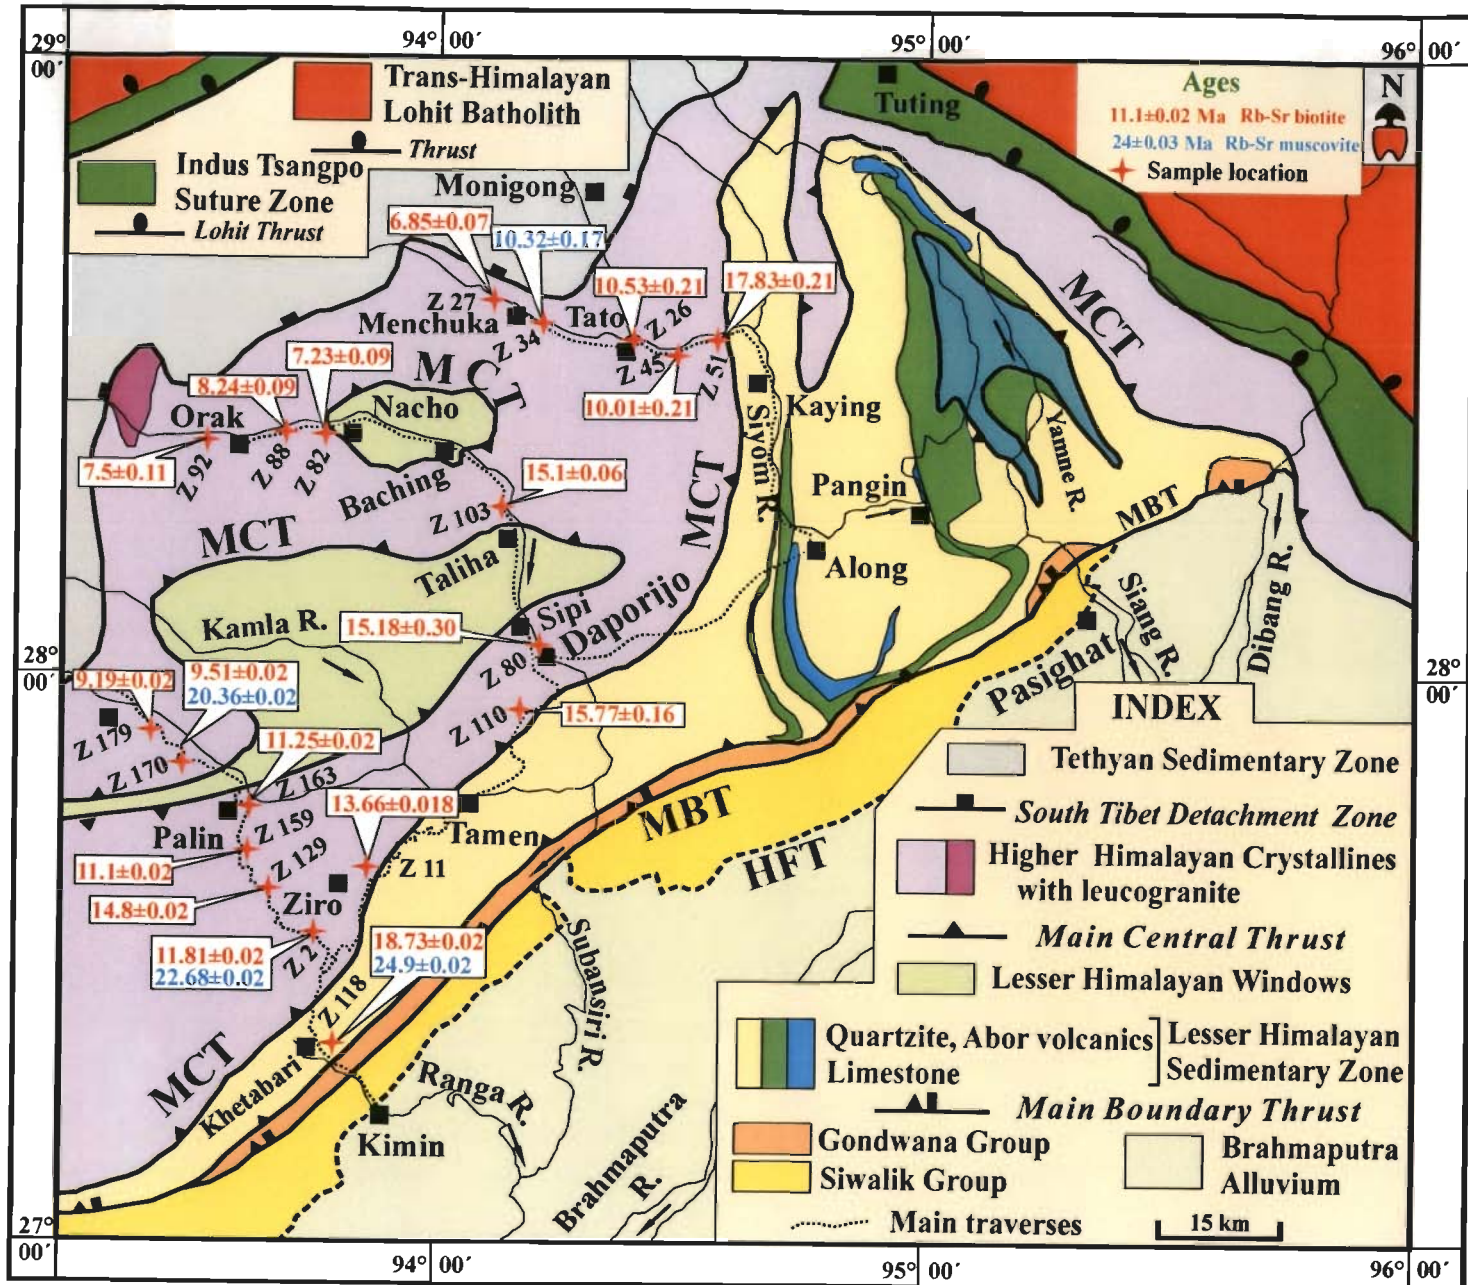 94° 00′
95° 00′
96° 00′
29°
00′
Trans-Himalayan
Lohit Batholith
Thrust
Indus Tsangpo
Suture Zone
Lohit Thrust
Tuting
Ages
11.1±0.02 Ma Rb-Sr biotite
24±0.03 Ma Rb-Sr muscovite
Sample location
N
Monigong
6.85±0.07
10.32±0.17
10.53±0.21
17.83±0.21
Z 27
Menchuka
Z 34
Tato
Z 26
Z 45
Z 51
10.01±0.21
MCT
7.23±0.09
8.24±0.09
MCT
Nacho
Orak
Kaying
Siyom R.
7.5±0.11
Z 92
Z 88
Z 82
Baching
15.1±0.06
Z 103
MCT
MCT
Pangin
Yamne R.
MBT
Taliha
Along
Siang R.
Dibang R.
Kamla R.
Sipi
Daporijo
15.18±0.30
Z 80
Pasighat
28°
00′
28°
00′
9.19±0.02
9.51±0.02
20.36±0.02
Z 179
Z 170
Z 110
15.77±0.16
11.25±0.02
Z 163
13.66±0.018
Palin
Z 159
Tamen
Z 129
Z 11
11.1±0.02
14.8±0.02
Ziro
MBT
HFT
11.81±0.02
22.68±0.02
Z 2
18.73±0.02
24.9±0.02
Z 118
Subansiri R.
MCT
Khetabari
Ranga R.
Kimin
Brahmaputra
R.
INDEX
Tethyan Sedimentary Zone
South Tibet Detachment Zone
Higher Himalayan Crystallines
with leucogranite
Main Central Thrust
Lesser Himalayan Windows
Quartzite, Abor volcanics
Limestone
Lesser Himalayan
Sedimentary Zone
Main Boundary Thrust
Gondwana Group
Siwalik Group
Brahmaputra
Alluvium
Main traverses
15 km
27°
00′
94° 00′
95° 00′
96° 00′